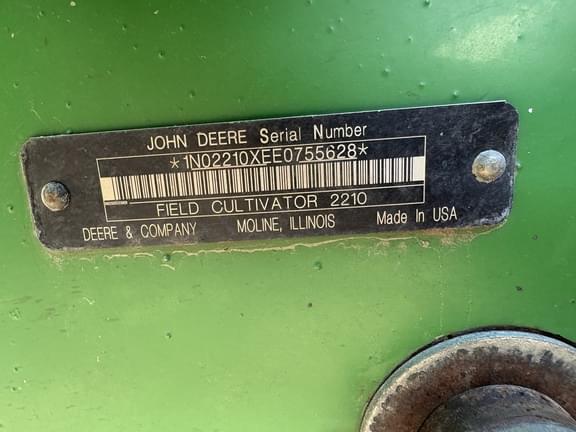 JOHN DEERE Serial Number
*1N02210XEE0755628*
FIELD CULTIVATOR 2210
DEERE & COMPANY MOLINE, ILLINOIS Made In USA